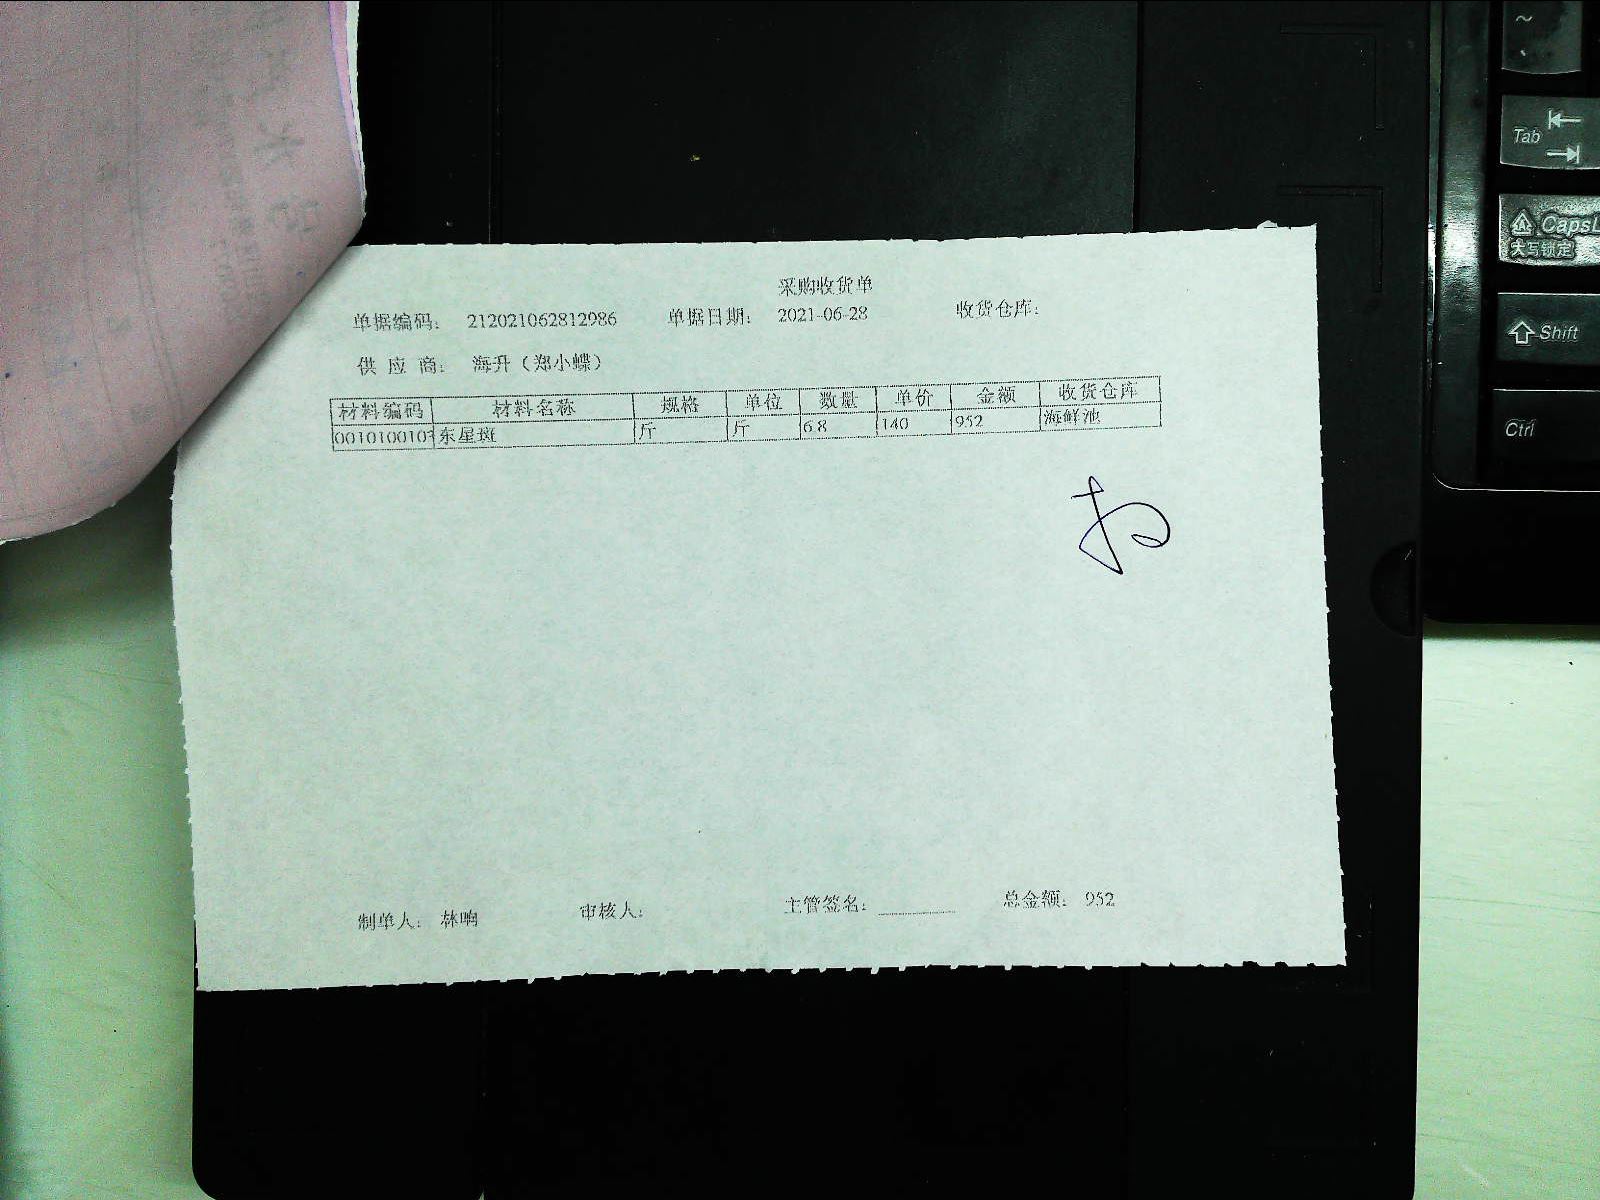 采购收货单
单据编码： 212021062812986 单据日期： 2021-06-28 收货仓库：
供 应 商： 海升（郑小蝶）
材料编码 材料名称 规格 单位 数量 单价 金额 收货仓库
001010010 东星斑 斤 斤 6.8 140 952 海鲜池
制单人： 林响 审核人： 主管签名： 总金额： 952
~
Tab
CapsL
大写锁定
Shift
Ctrl